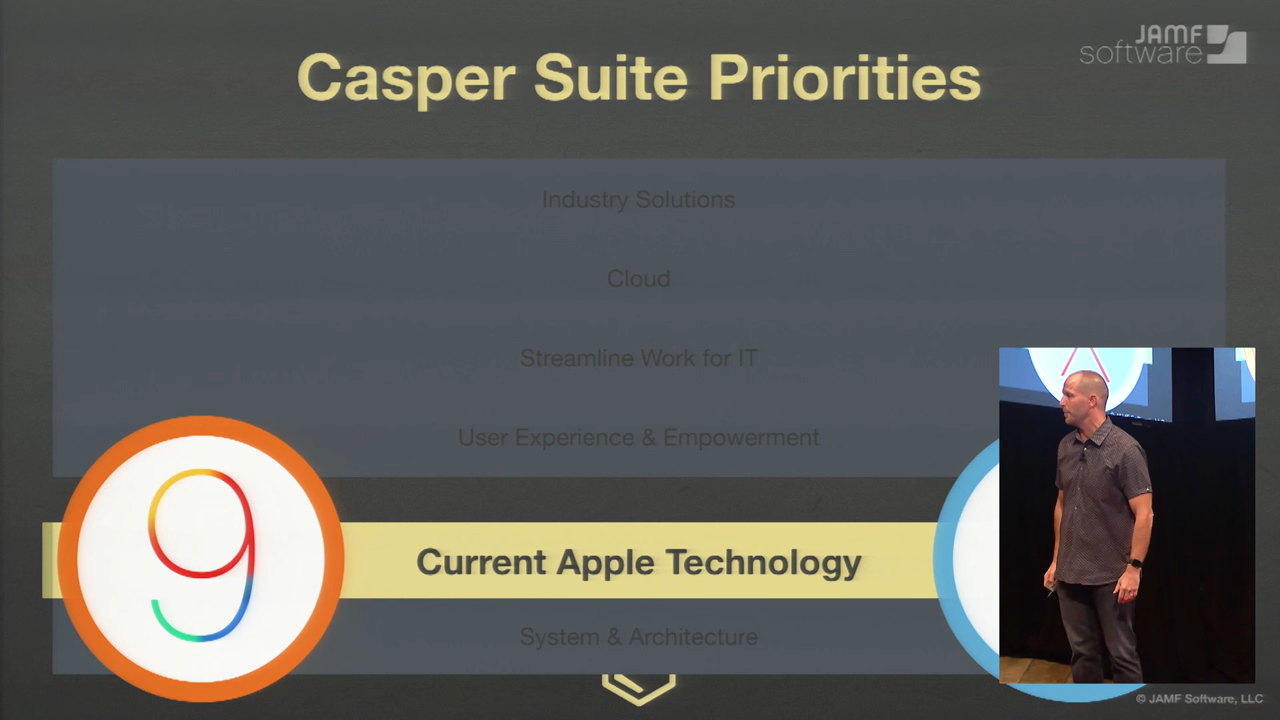 JAMF
software
Casper Suite Priorities
Industry Solutions
Cloud
Streamline Work for IT
User Experience & Empowerment
9
Current Apple Technology
System & Architecture
© JAMF Software, LLC